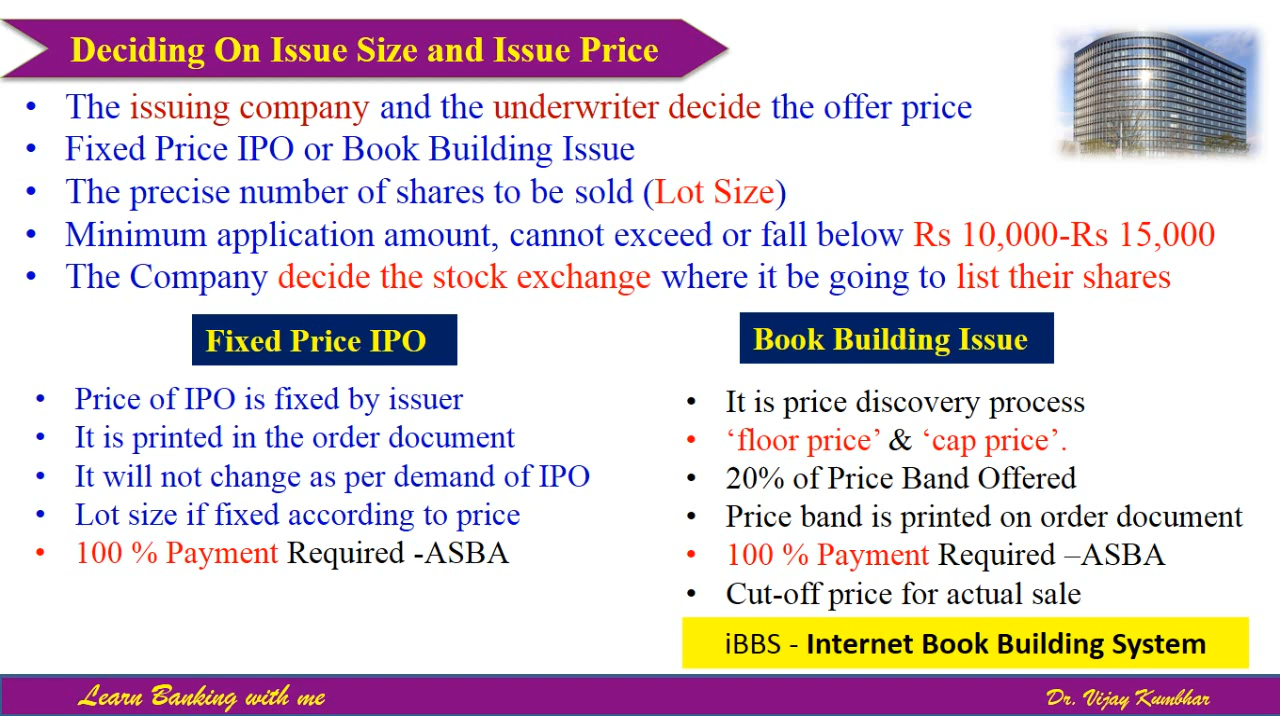 Deciding On Issue Size and Issue Price
• The issuing company and the underwriter decide the offer price
• Fixed Price IPO or Book Building Issue
• The precise number of shares to be sold (Lot Size)
• Minimum application amount, cannot exceed or fall below Rs 10,000-Rs 15,000
• The Company decide the stock exchange where it be going to list their shares
Fixed Price IPO
• Price of IPO is fixed by issuer
• It is printed in the order document
• It will not change as per demand of IPO
• Lot size if fixed according to price
• 100 % Payment Required -ASBA
Book Building Issue
• It is price discovery process
• ‘floor price’ & ‘cap price’.
• 20% of Price Band Offered
• Price band is printed on order document
• 100 % Payment Required –ASBA
• Cut-off price for actual sale
iBBS - Internet Book Building System
Learn Banking with me
Dr. Vijay Kumbhar